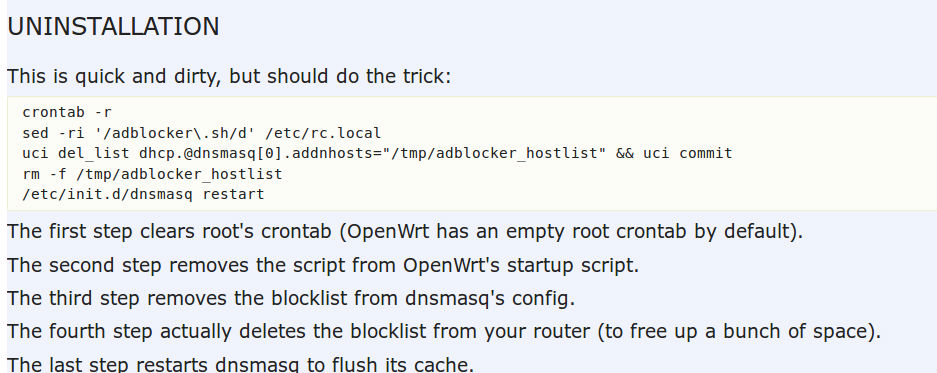 UNINSTALLATION
This is quick and dirty, but should do the trick:
crontab -r
sed -ri '/adblocker\.sh/d' /etc/rc.local
uci del_list dhcp.@dnsmasq[0].addnhosts="/tmp/adblocker_hostlist" && uci commit
rm -f /tmp/adblocker_hostlist
/etc/init.d/dnsmasq restart
The first step clears root's crontab (OpenWrt has an empty root crontab by default).
The second step removes the script from OpenWrt's startup script.
The third step removes the blocklist from dnsmasq's config.
The fourth step actually deletes the blocklist from your router (to free up a bunch of space).
The last step restarts dnsmasq to flush its cache.